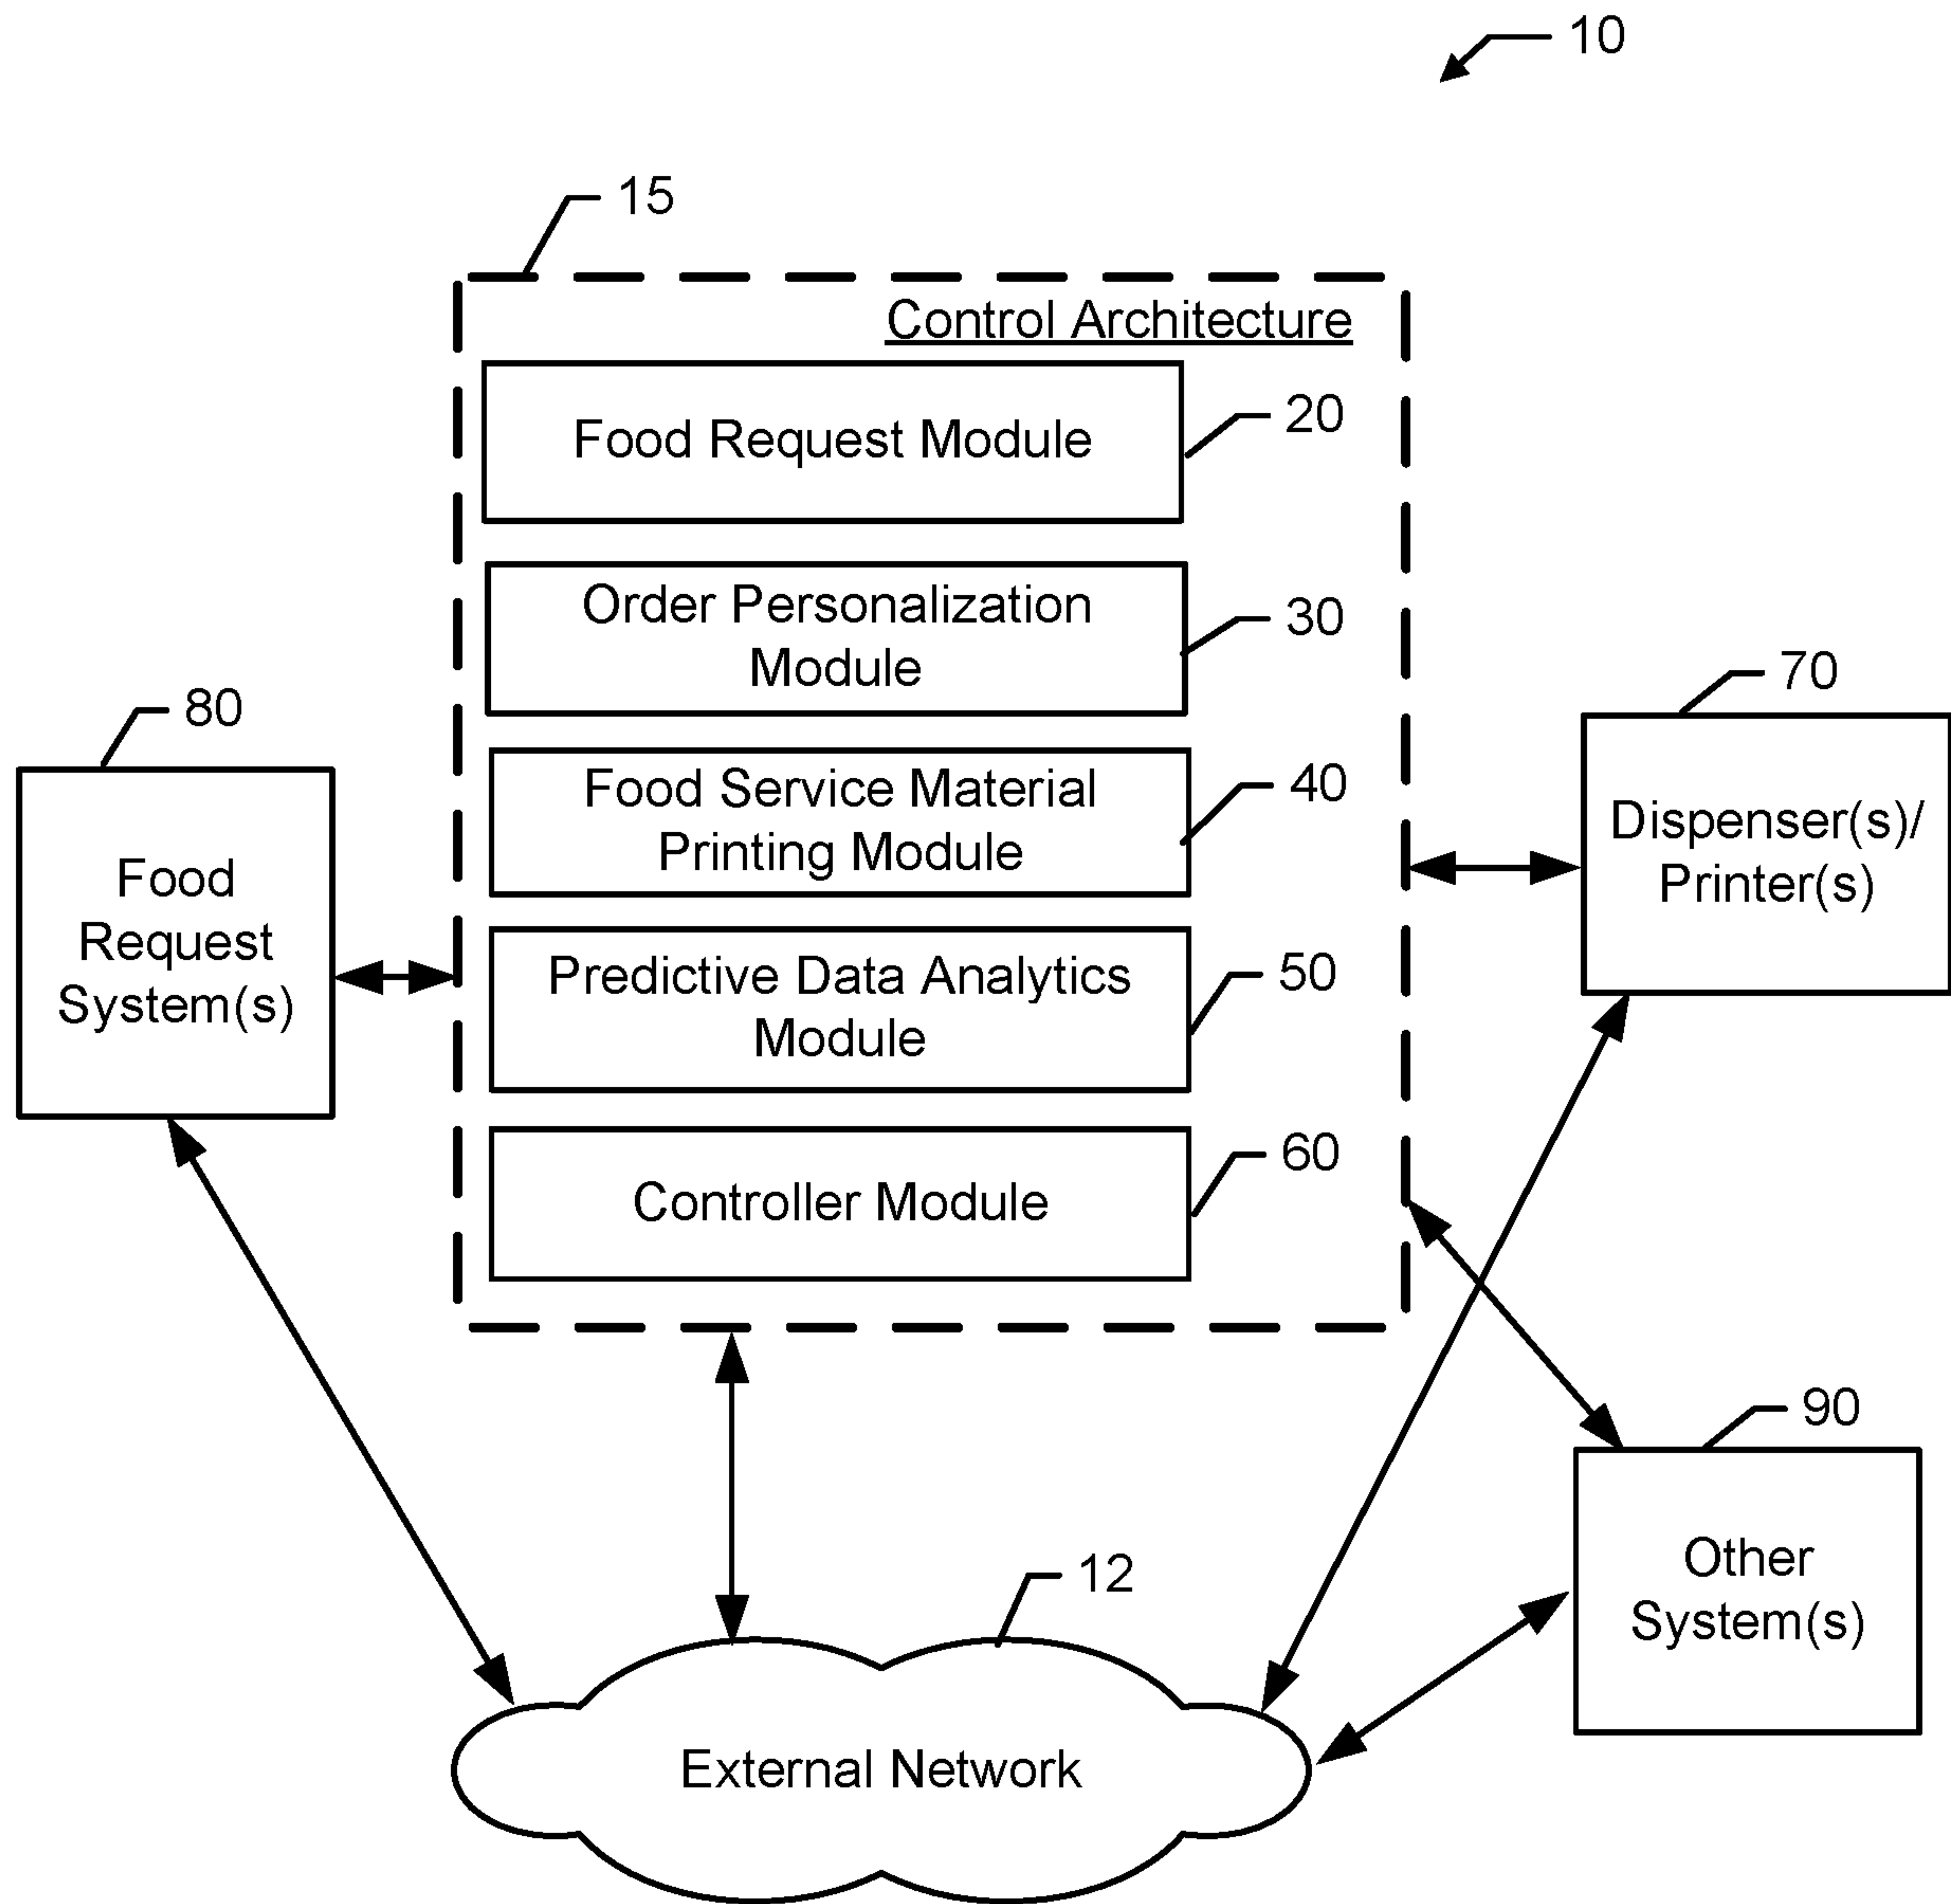 10
15
Control Architecture
Food Request Module
20
Order Personalization
Module
30
Food Service Material
Printing Module
40
Predictive Data Analytics
Module
50
Controller Module
60
80
Food
Request
System(s)
70
Dispenser(s)/
Printer(s)
90
Other
System(s)
12
External Network